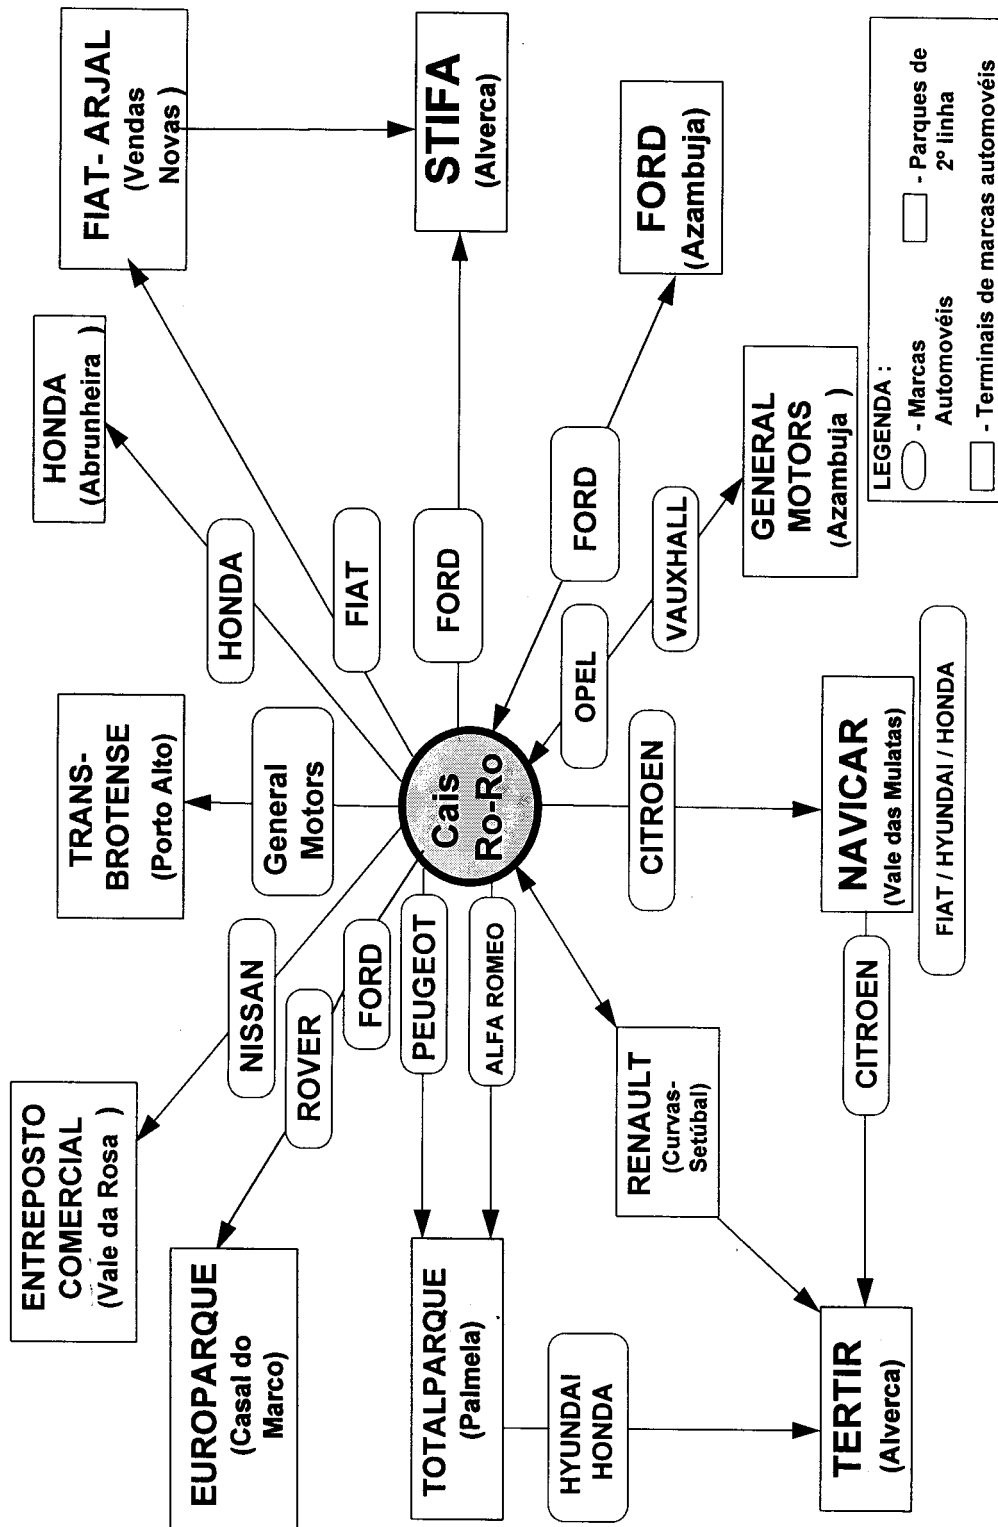 ENTREPOSTO
COMERCIAL
(Vale da Rosa )
TRANS-
BROTENSE
(Porto Alto)
HONDA
(Abrunheira )
FIAT- ARJAL
(Vendas
Novas )
EUROPARQUE
(Casal do
Marco)
NISSAN
ROVER
FORD
General
Motors
HONDA
FIAT
TOTALPARQUE
(Palmela)
PEUGEOT
ALFA ROMEO
Cais
Ro-Ro
FORD
STIFA
(Alverca)
HYUNDAI
HONDA
RENAULT
(Curvas-
Setúbal)
CITROEN
OPEL
VAUXHALL
FORD
FORD
(Azambuja)
GENERAL
MOTORS
(Azambuja )
TERTIR
(Alverca)
CITROEN
NAVICAR
(Vale das Mulatas)
FIAT / HYUNDAI / HONDA
LEGENDA :
- Marcas
Automovéis
- Parques de
2º linha
- Terminais de marcas automovéis